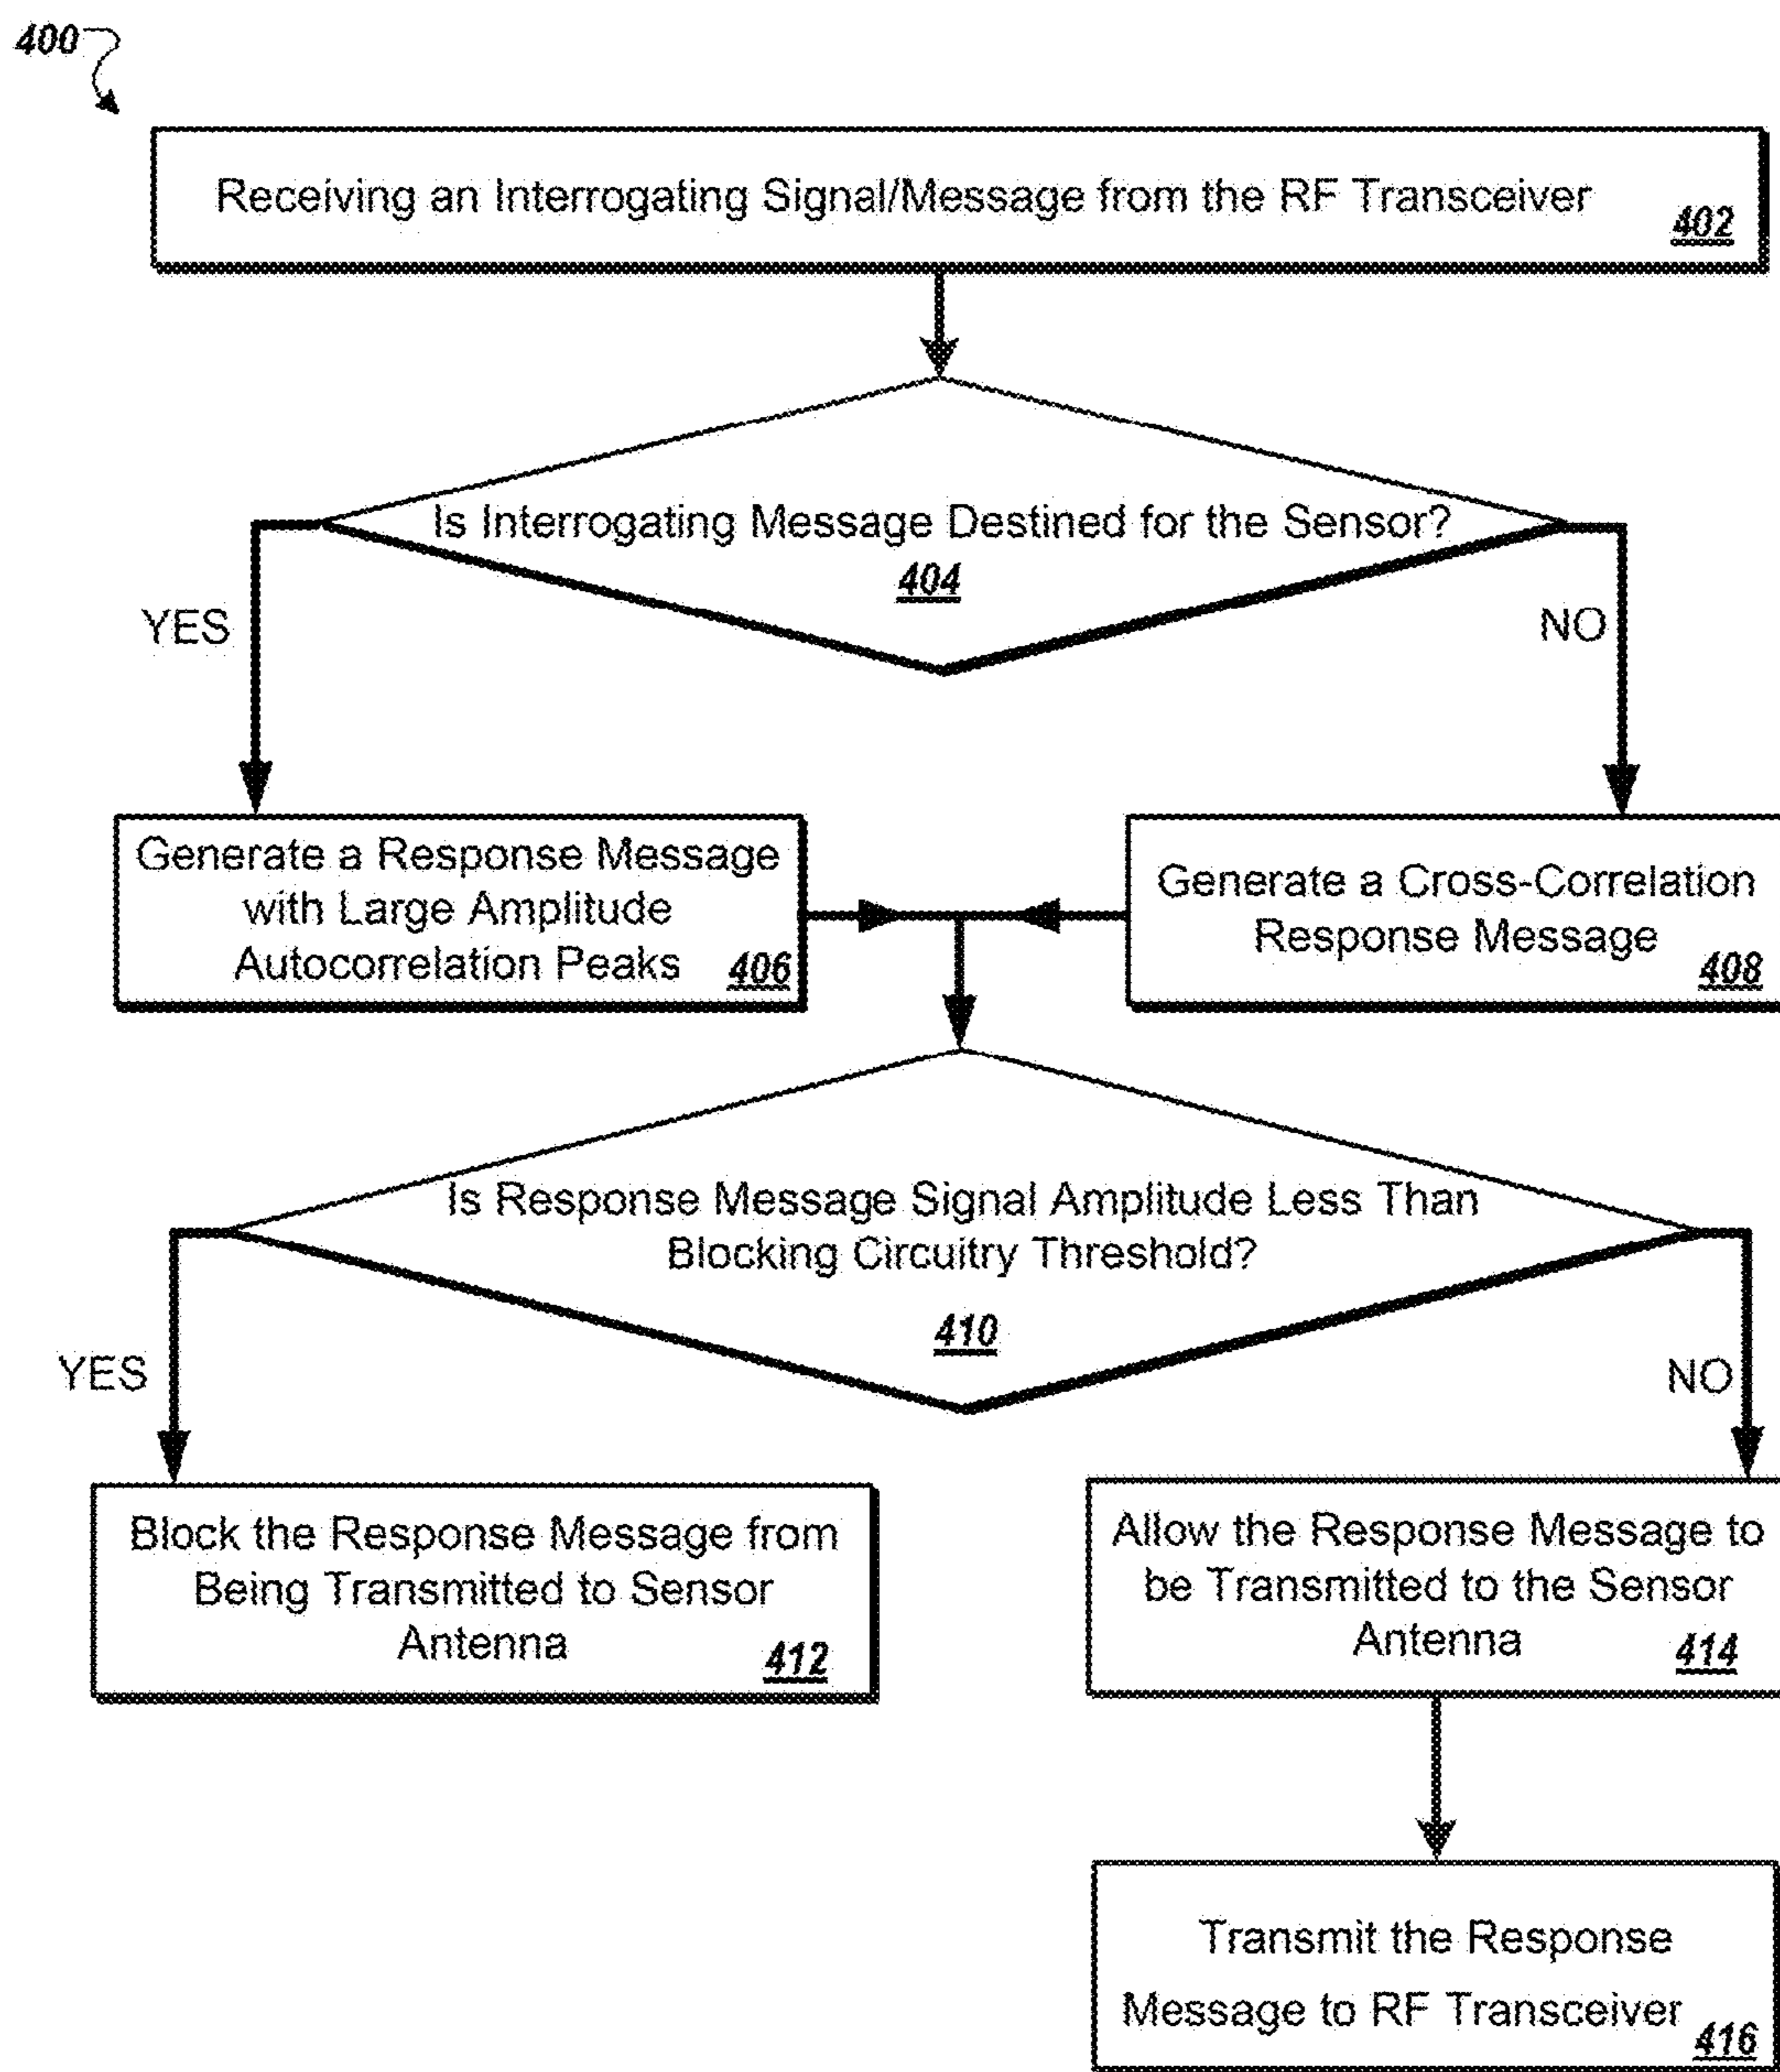 400
Receiving an Interrogating Signal/Message from the RF Transceiver
402
Is Interrogating Message Destined for the Sensor?
404
YES
NO
Generate a Response Message
with Large Amplitude
Autocorrelation Peaks
406
Generate a Cross-Correlation
Response Message
408
Is Response Message Signal Amplitude Less Than
Blocking Circuitry Threshold?
410
YES
NO
Block the Response Message from
Being Transmitted to Sensor
Antenna
412
Allow the Response Message to
be Transmitted to the Sensor
Antenna
414
Transmit the Response
Message to RF Transceiver
416